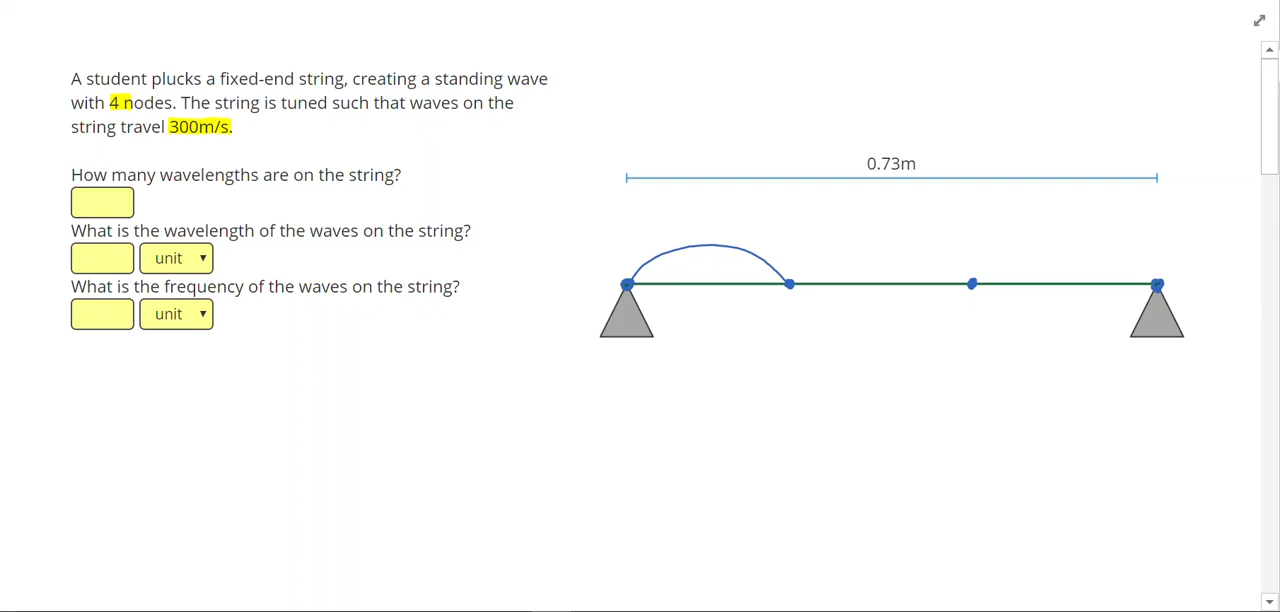 A student plucks a fixed-end string, creating a standing wave
with 4 nodes. The string is tuned such that waves on the
string travel 300m/s.
How many wavelengths are on the string?
What is the wavelength of the waves on the string?
unit
What is the frequency of the waves on the string?
unit
0.73m